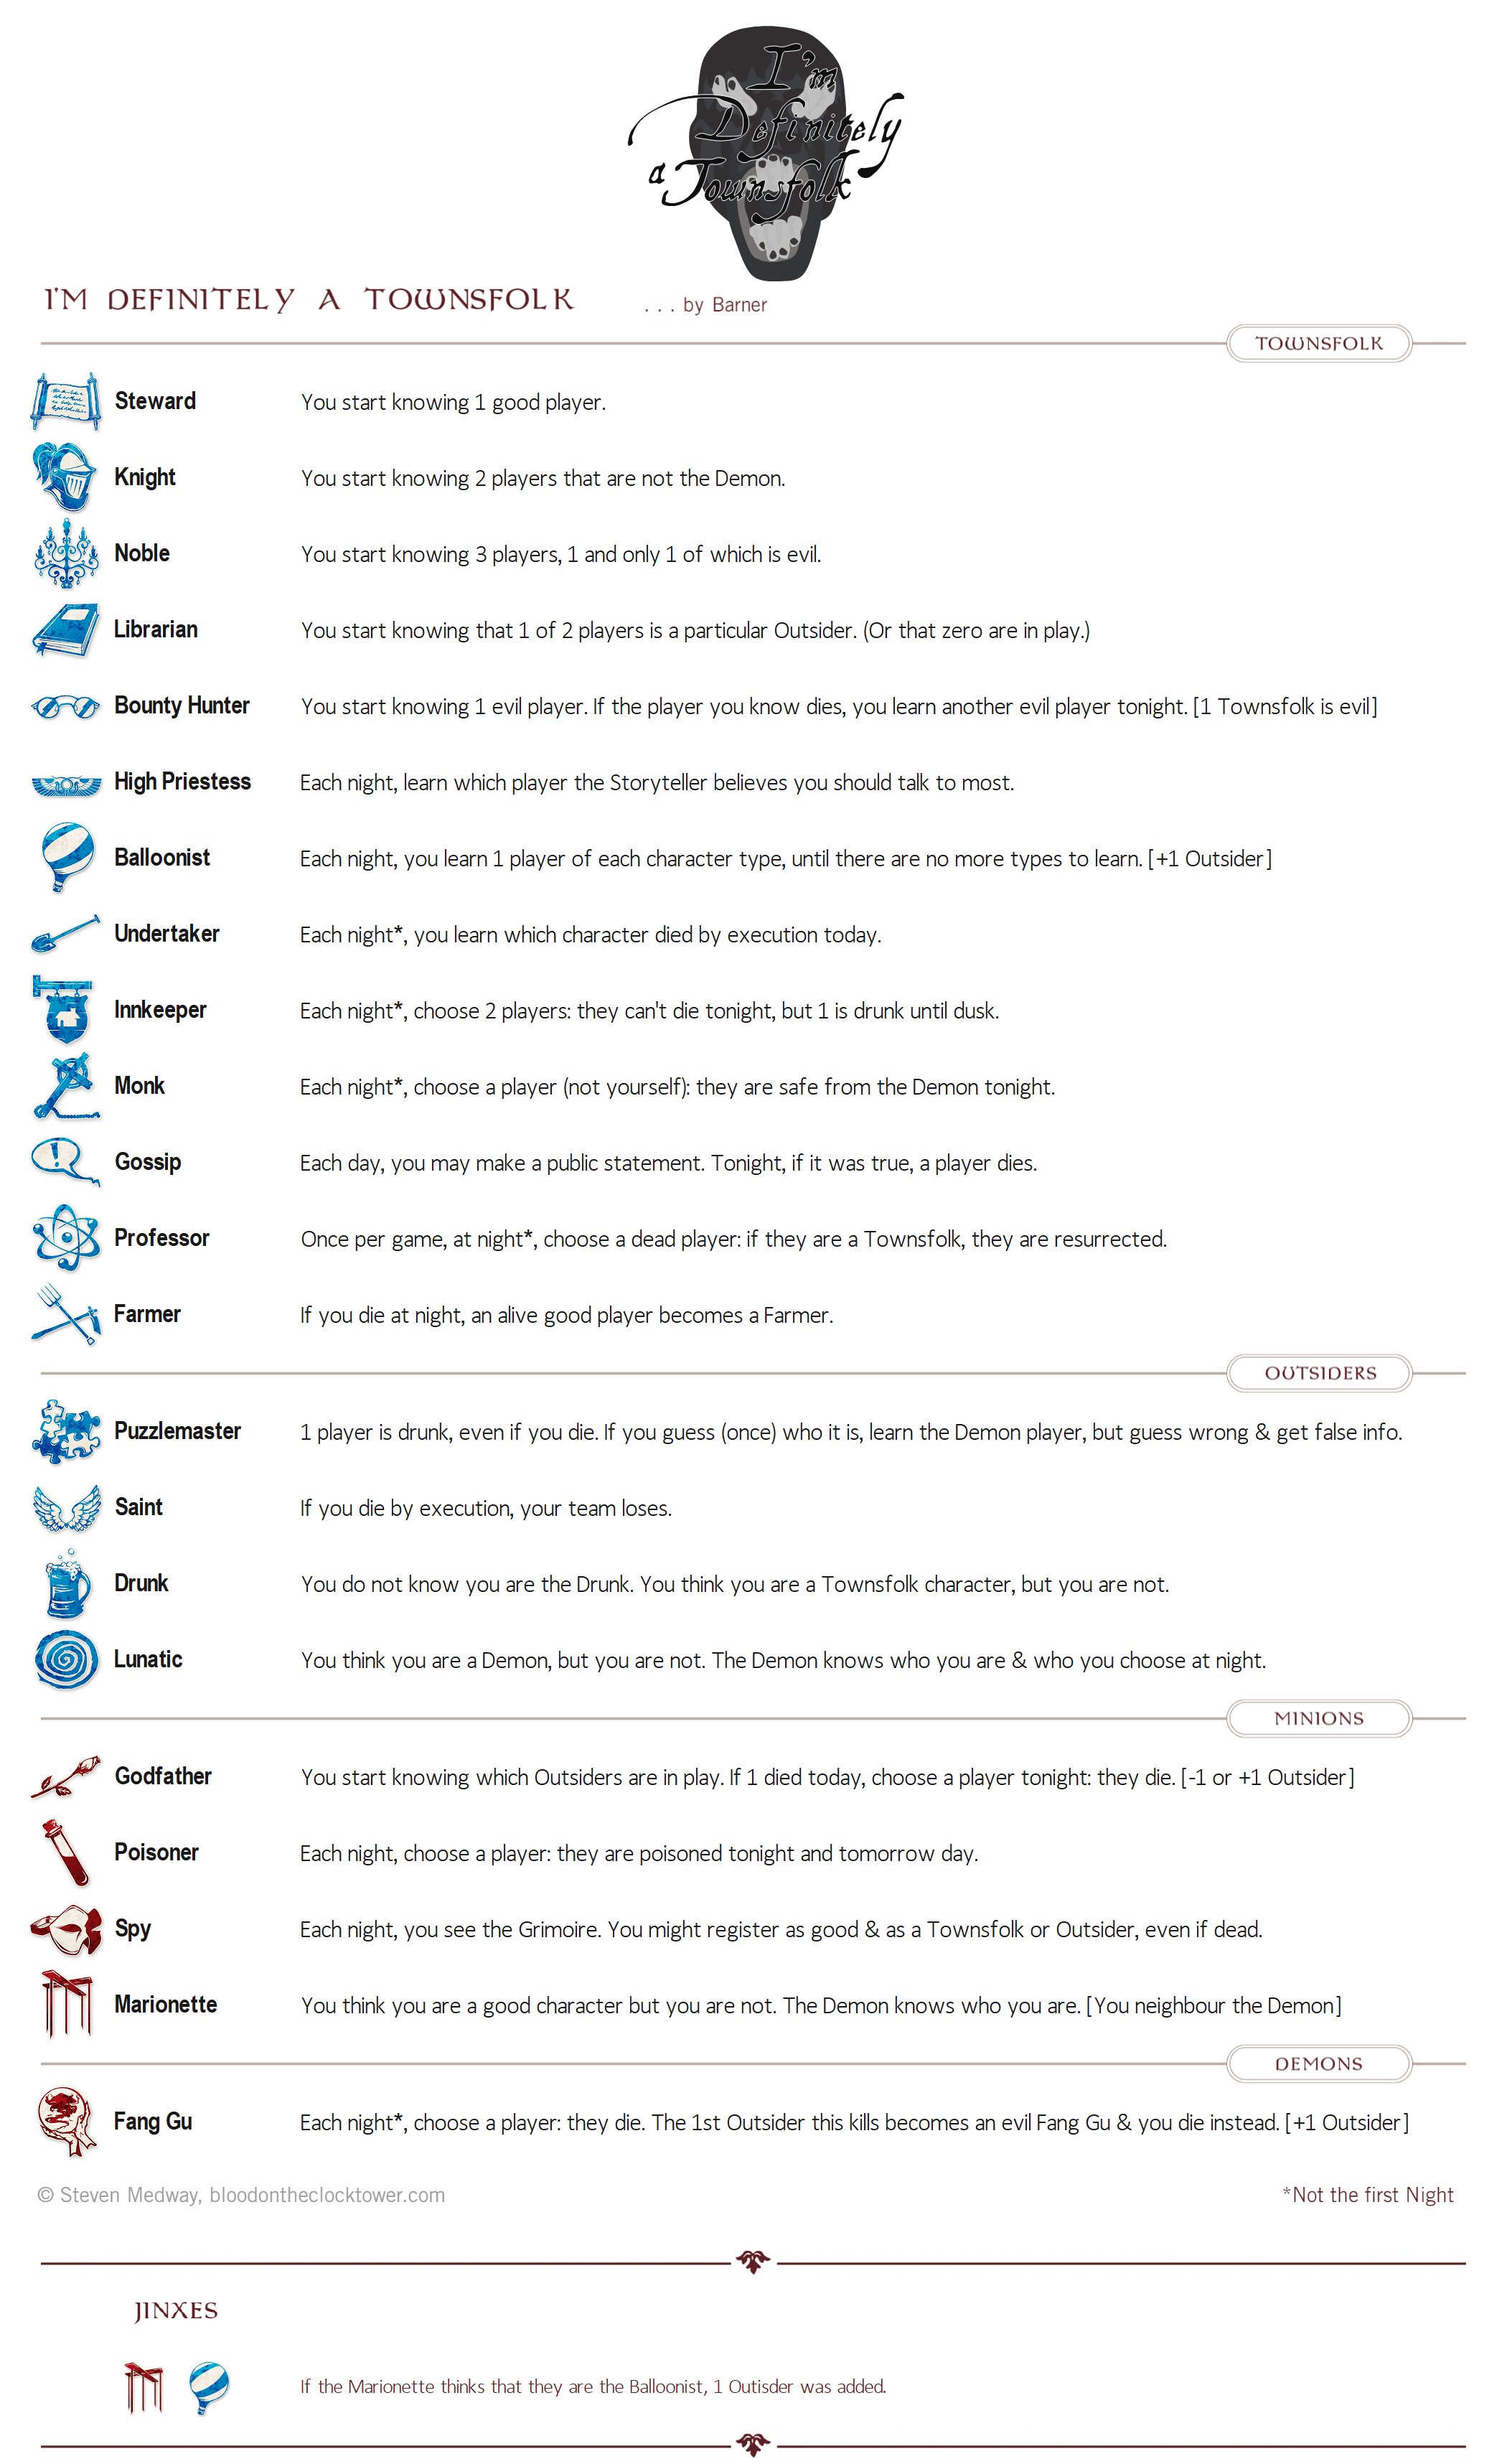 I'm
Definitely
a Townsfolk
I'M DEFINITELY A TOWNSFOLK . . . by Barner
TOWNSFOLK
Steward You start knowing 1 good player.
Knight You start knowing 2 players that are not the Demon.
Noble You start knowing 3 players, 1 and only 1 of which is evil.
Librarian You start knowing that 1 of 2 players is a particular Outsider. (Or that zero are in play.)
Bounty Hunter You start knowing 1 evil player. If the player you know dies, you learn another evil player tonight. [1 Townsfolk is evil]
High Priestess Each night, learn which player the Storyteller believes you should talk to most.
Balloonist Each night, you learn 1 player of each character type, until there are no more types to learn. [+1 Outsider]
Undertaker Each night*, you learn which character died by execution today.
Innkeeper Each night*, choose 2 players: they can't die tonight, but 1 is drunk until dusk.
Monk Each night*, choose a player (not yourself): they are safe from the Demon tonight.
Gossip Each day, you may make a public statement. Tonight, if it was true, a player dies.
Professor Once per game, at night*, choose a dead player: if they are a Townsfolk, they are resurrected.
Farmer If you die at night, an alive good player becomes a Farmer.
OUTSIDERS
Puzzlemaster 1 player is drunk, even if you die. If you guess (once) who it is, learn the Demon player, but guess wrong & get false info.
Saint If you die by execution, your team loses.
Drunk You do not know you are the Drunk. You think you are a Townsfolk character, but you are not.
Lunatic You think you are a Demon, but you are not. The Demon knows who you are & who you choose at night.
MINIONS
Godfather You start knowing which Outsiders are in play. If 1 died today, choose a player tonight: they die. [-1 or +1 Outsider]
Poisoner Each night, choose a player: they are poisoned tonight and tomorrow day.
Spy Each night, you see the Grimoire. You might register as good & as a Townsfolk or Outsider, even if dead.
Marionette You think you are a good character but you are not. The Demon knows who you are. [You neighbour the Demon]
DEMONS
Fang Gu Each night*, choose a player: they die. The 1st Outsider this kills becomes an evil Fang Gu & you die instead. [+1 Outsider]
© Steven Medway, bloodontheclocktower.com *Not the first Night
JINXES
If the Marionette thinks that they are the Balloonist, 1 Outisder was added.